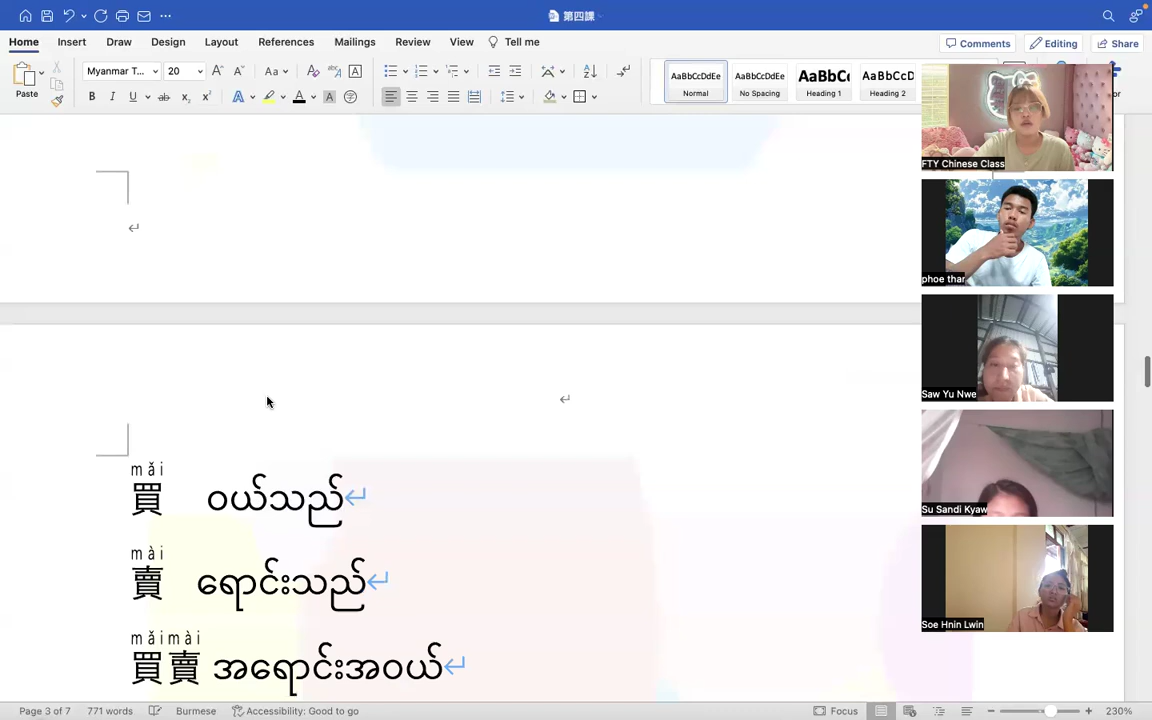 第四課
Home Insert Draw Design Layout References Mailings Review View Tell me
Comments Editing Share
Paste
Myanmar T... 20
AaBbCcDdEe AaBbCcDdEe AaBbCc AaBbCcD
Normal No Spacing Heading 1 Heading 2
FTY Chinese Class
phoe thar
Saw Yu Nwe
Su Sandi Kyaw
Soe Hnin Lwin
mǎi
買 ဝယ်သည်
mài
賣 ရောင်းသည်
mǎimài
買賣 အရောင်းအဝယ်
Page 3 of 7 771 words Burmese Accessibility: Good to go Focus 230%